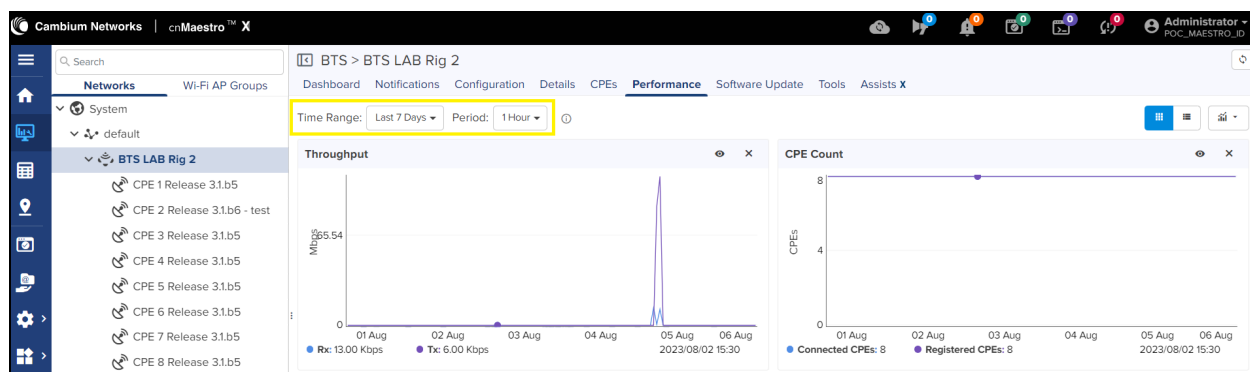 Cambium Networks | cnMaestro™ X
0 0 0 0 0 Administrator
POC_MAESTRO_ID
Search
Networks Wi-Fi AP Groups
System
default
BTS LAB Rig 2
CPE 1 Release 3.1.b5
CPE 2 Release 3.1.b6 - test
CPE 3 Release 3.1.b5
CPE 4 Release 3.1.b5
CPE 5 Release 3.1.b5
CPE 6 Release 3.1.b5
CPE 7 Release 3.1.b5
CPE 8 Release 3.1.b5
BTS > BTS LAB Rig 2
Dashboard Notifications Configuration Details CPEs Performance Software Update Tools Assists X
Time Range: Last 7 Days Period: 1 Hour
Throughput
Mbps
65.54
0
01 Aug 02 Aug 03 Aug 04 Aug 05 Aug 06 Aug
Rx: 13.00 Kbps Tx: 6.00 Kbps 2023/08/02 15:30
CPE Count
CPEs
8
4
0
01 Aug 02 Aug 03 Aug 04 Aug 05 Aug 06 Aug
Connected CPEs: 8 Registered CPEs: 8 2023/08/02 15:30